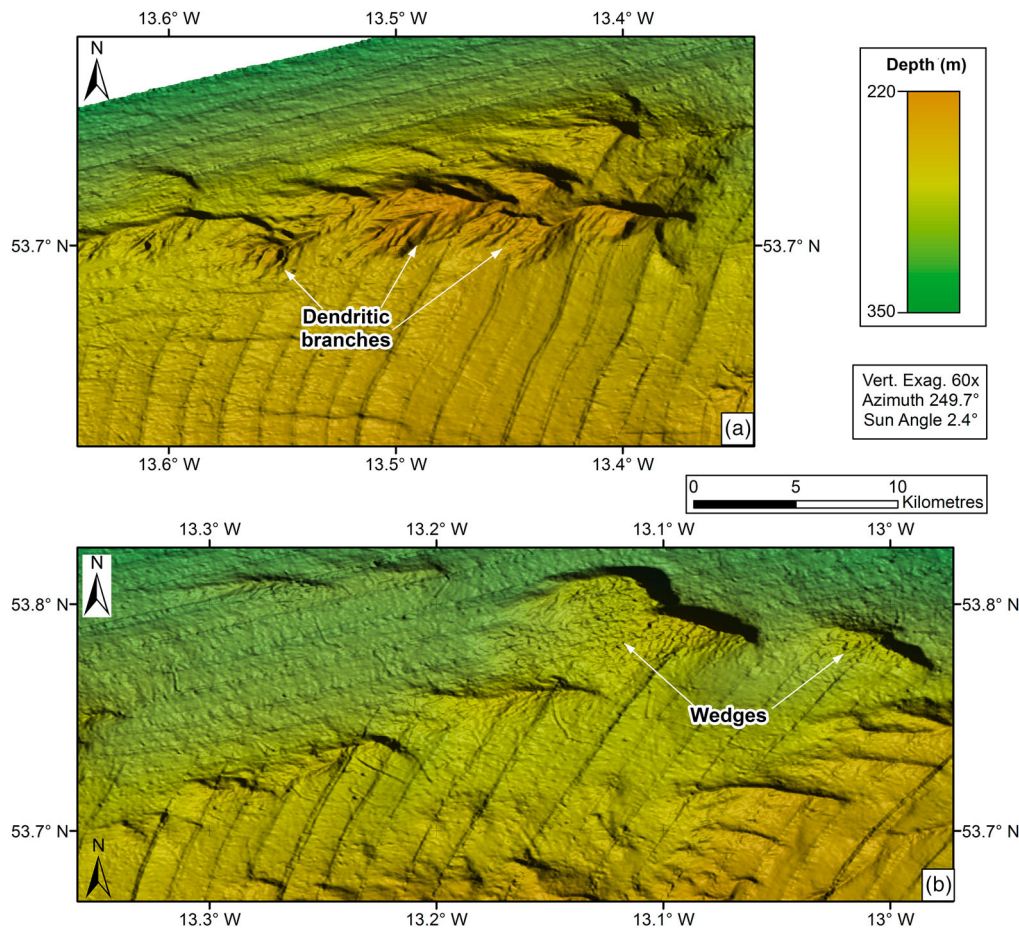 13.6° W 13.5° W 13.4° W
N
53.7° N
53.7° N
Dendritic
branches
(a)
13.6° W 13.5° W 13.4° W
Depth (m)
220
350
Vert. Exag. 60x
Azimuth 249.7°
Sun Angle 2.4°
0 5 10
Kilometres
13.3° W 13.2° W 13.1° W 13° W
N
53.8° N
53.8° N
Wedges
53.7° N
53.7° N
N
(b)
13.3° W 13.2° W 13.1° W 13° W